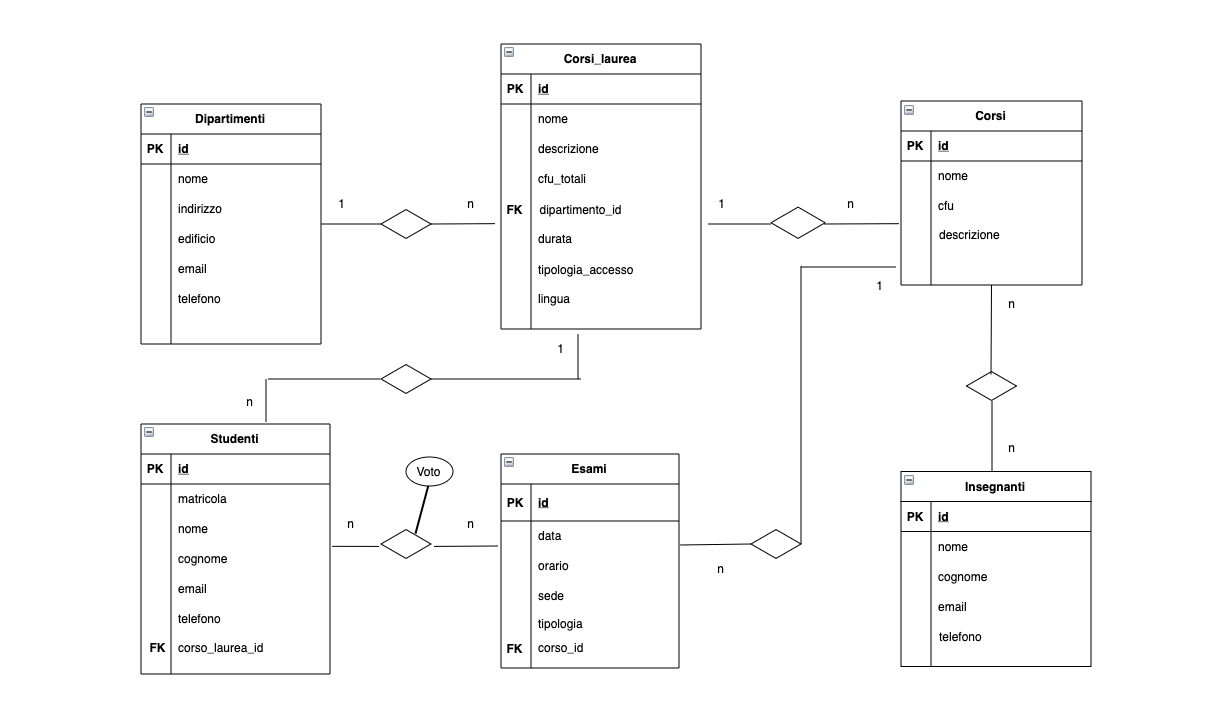 Corsi_laurea
PK id
nome
descrizione
cfu_totali
FK dipartimento_id
durata
tipologia_accesso
lingua
Dipartimenti
PK id
nome
indirizzo
edificio
email
telefono
Corsi
PK id
nome
cfu
descrizione
1
n
1
n
1
n
1
n
n
n
Studenti
PK id
matricola
nome
cognome
email
telefono
FK corso_laurea_id
Voto
n
n
Esami
PK id
data
orario
sede
tipologia
FK corso_id
n
Insegnanti
PK id
nome
cognome
email
telefono